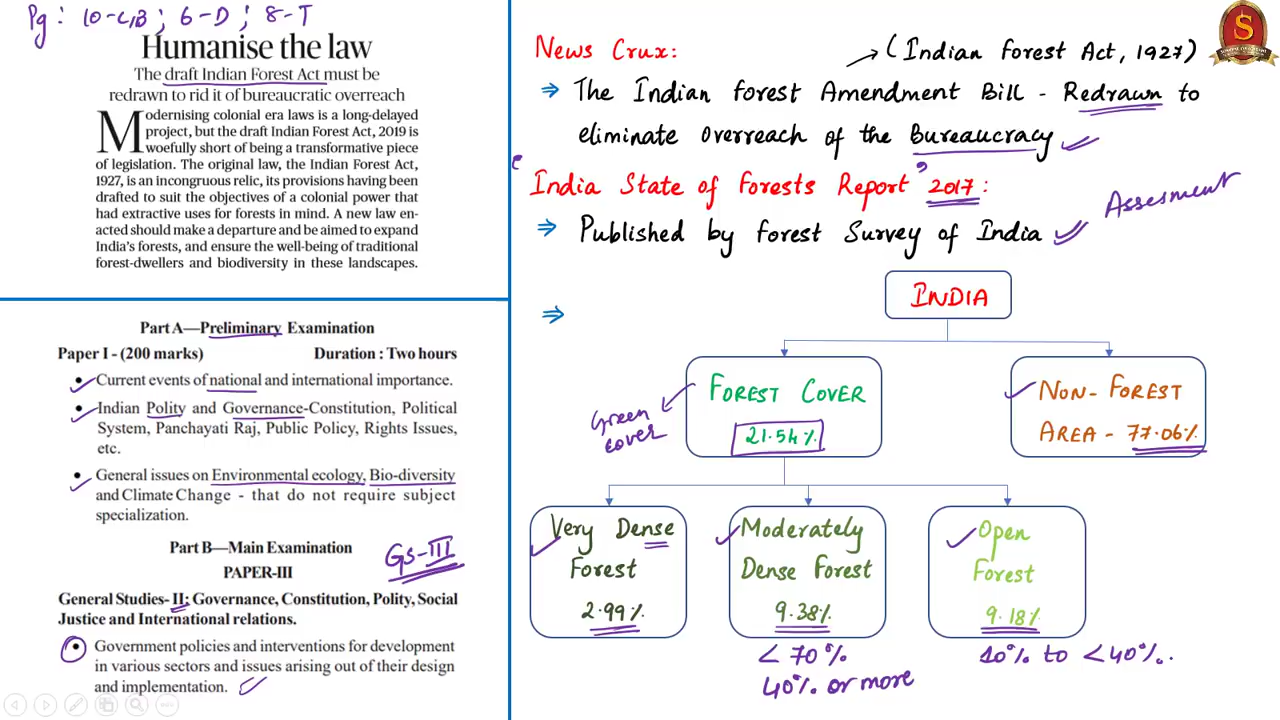 Pg: 10-C,B; 6-D; 8-T
Humanise the law
The draft Indian Forest Act must be
redrawn to rid it of bureaucratic overreach
Modernising colonial era laws is a long-delayed
project, but the draft Indian Forest Act, 2019 is
woefully short of being a transformative piece
of legislation. The original law, the Indian Forest Act,
1927, is an incongruous relic, its provisions having been
drafted to suit the objectives of a colonial power that
had extractive uses for forests in mind. A new law en-
acted should make a departure and be aimed to expand
India's forests, and ensure the well-being of traditional
forest-dwellers and biodiversity in these landscapes.
Part A—Preliminary Examination
Paper I - (200 marks) Duration : Two hours
• Current events of national and international importance.
• Indian Polity and Governance-Constitution, Political
System, Panchayati Raj, Public Policy, Rights Issues,
etc.
• General issues on Environmental ecology, Bio-diversity
and Climate Change - that do not require subject
specialization.
Part B—Main Examination
GS-III
PAPER-III
General Studies- II: Governance, Constitution, Polity, Social
Justice and International relations.
• Government policies and interventions for development
in various sectors and issues arising out of their design
and implementation.
News Crux:
(Indian Forest Act, 1927)
⇒ The Indian Forest Amendment Bill - Redrawn to
eliminate overreach of the Bureaucracy
'India State of Forests Report' 2017:
Assesment
⇒ Published by Forest Survey of India
⇒
INDIA
FOREST COVER
21.54%
Green
cover
NON-FOREST
AREA - 77.06%
Very Dense
Forest
2.99%
Moderately
Dense Forest
9.38%
Open
Forest
9.18%
< 70%
40% or more
10% to <40%.
S